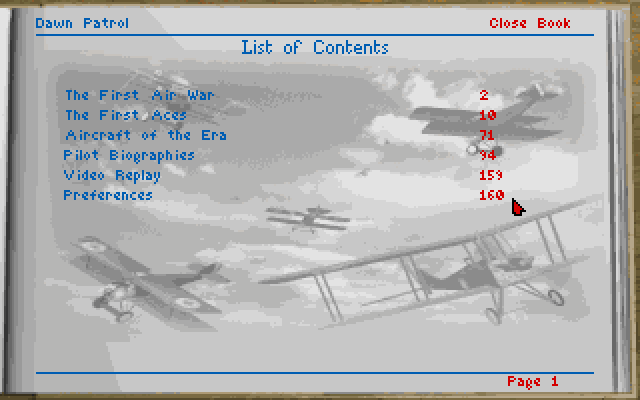 Dawn Patrol Close Book
List of Contents
The First Air War 2
The First Aces 10
Aircraft of the Era 71
Pilot Biographies 94
Video Replay 159
Preferences 160
Page 1